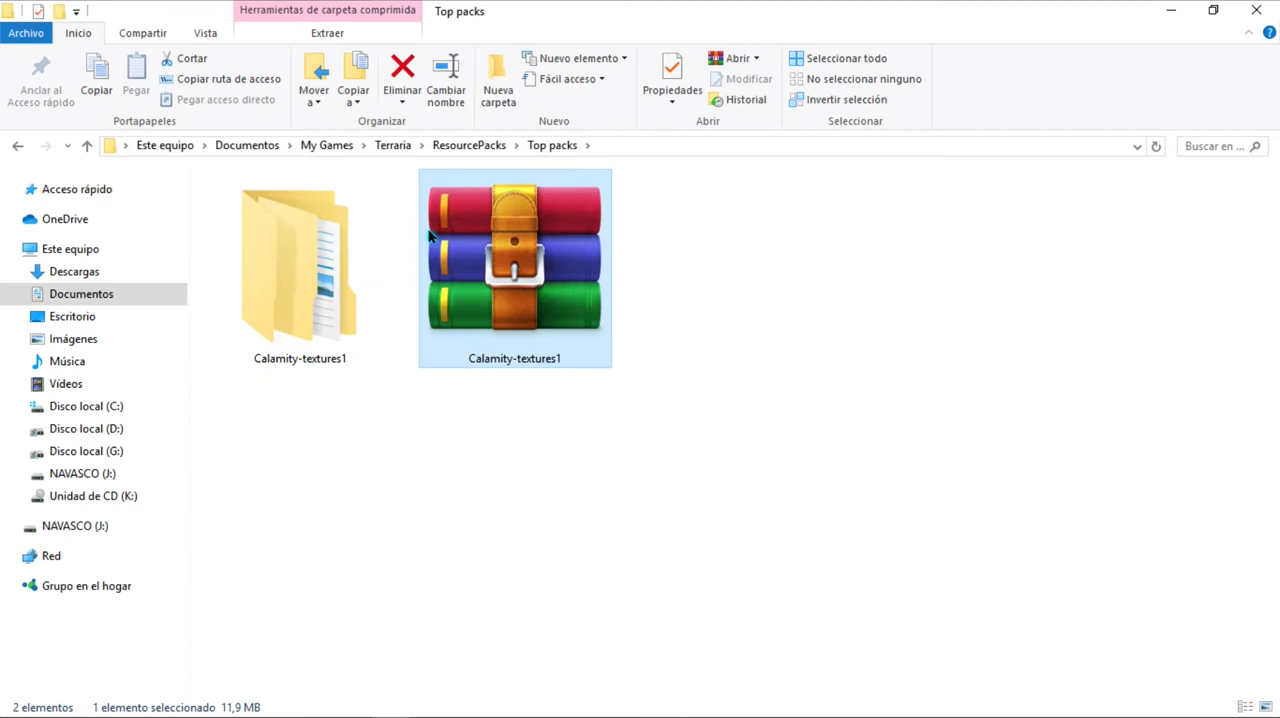 Herramientas de carpeta comprimida
Top packs
Archivo
Inicio
Compartir
Vista
Extraer
Anclar al Acceso rápido
Copiar
Pegar
Cortar
Copiar ruta de acceso
Pegar acceso directo
Portapapeles
Mover a
Copiar a
Eliminar
Cambiar nombre
Organizar
Nueva carpeta
Nuevo elemento
Fácil acceso
Nuevo
Propiedades
Abrir
Modificar
Historial
Abrir
Seleccionar todo
No seleccionar ninguno
Invertir selección
Seleccionar
Este equipo > Documentos > My Games > Terraria > ResourcePacks > Top packs >
Buscar en ...
Acceso rápido
OneDrive
Este equipo
Descargas
Documentos
Escritorio
Imágenes
Música
Vídeos
Disco local (C:)
Disco local (D:)
Disco local (G:)
NAVASCO (J:)
Unidad de CD (K:)
NAVASCO (J:)
Red
Grupo en el hogar
Calamity-textures1
Calamity-textures1
2 elementos
1 elemento seleccionado 11,9 MB